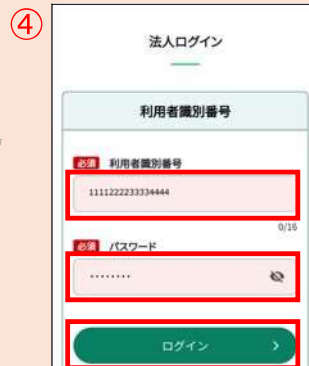 ④
法人ログイン
利用者識別番号
必須 利用者識別番号
1111222233334444
0/16
必須 パスワード
........
ログイン